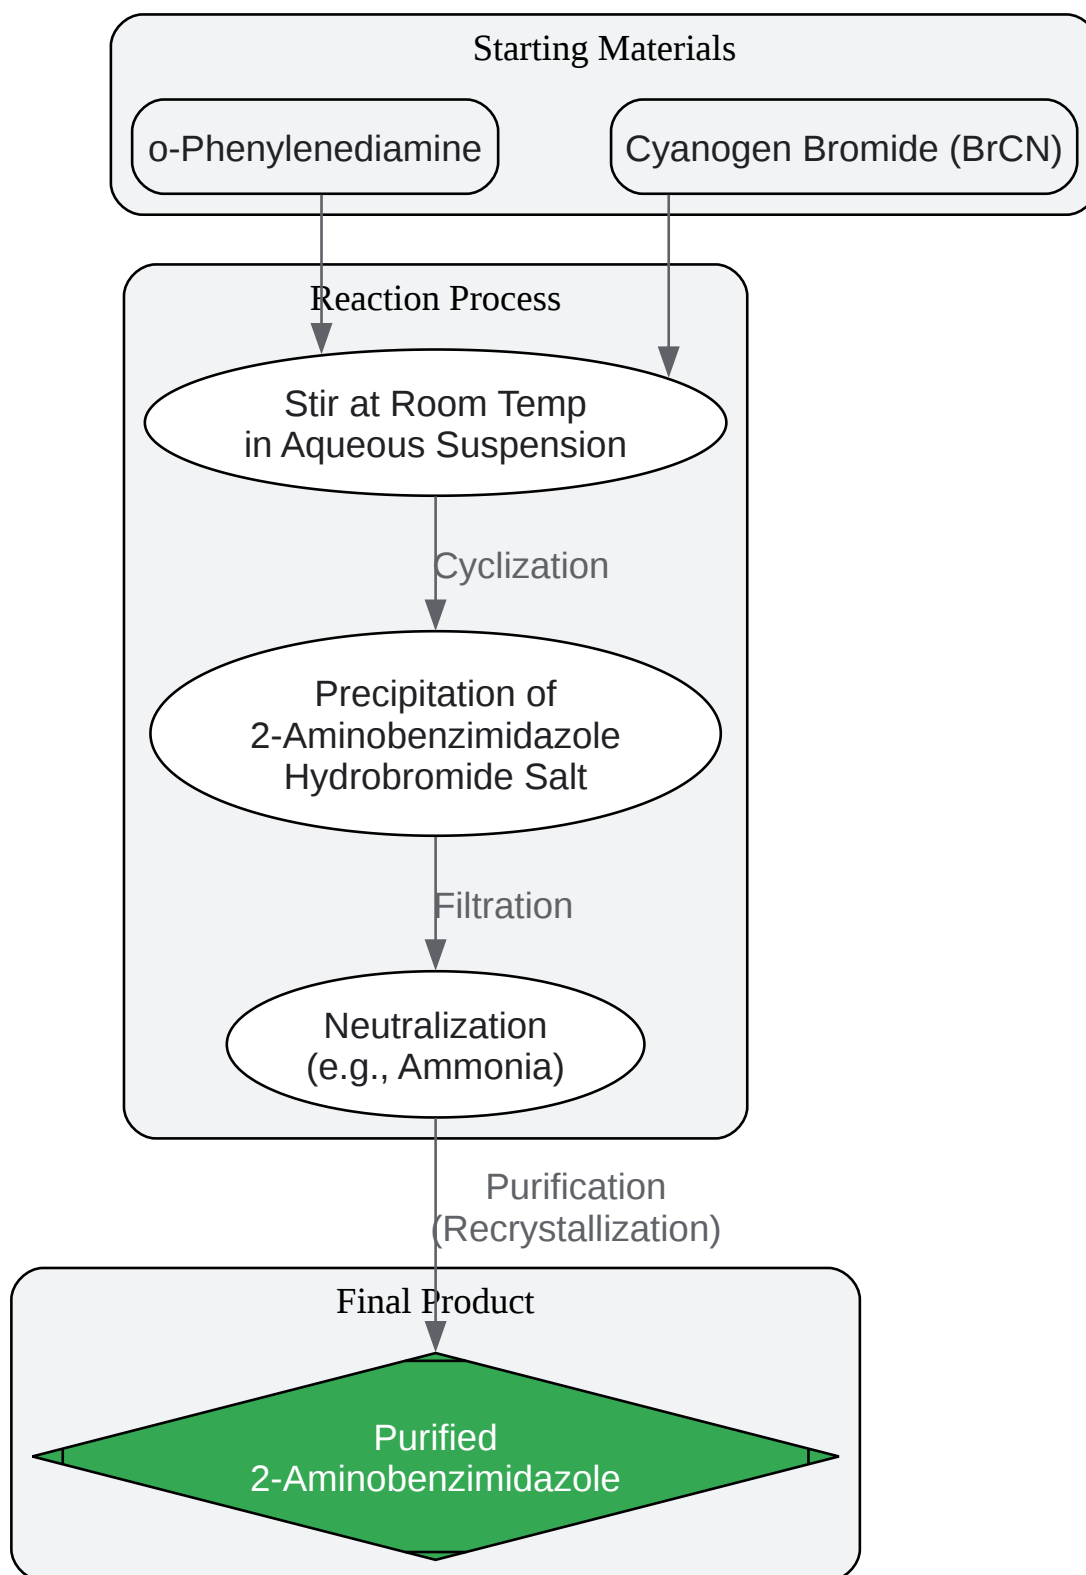 Starting Materials
o-Phenylenediamine
Cyanogen Bromide (BrCN)
Reaction Process
Stir at Room Temp
in Aqueous Suspension
Cyclization
Precipitation of
2-Aminobenzimidazole
Hydrobromide Salt
Filtration
Neutralization
(e.g., Ammonia)
Purification
(Recrystallization)
Final Product
Purified
2-Aminobenzimidazole